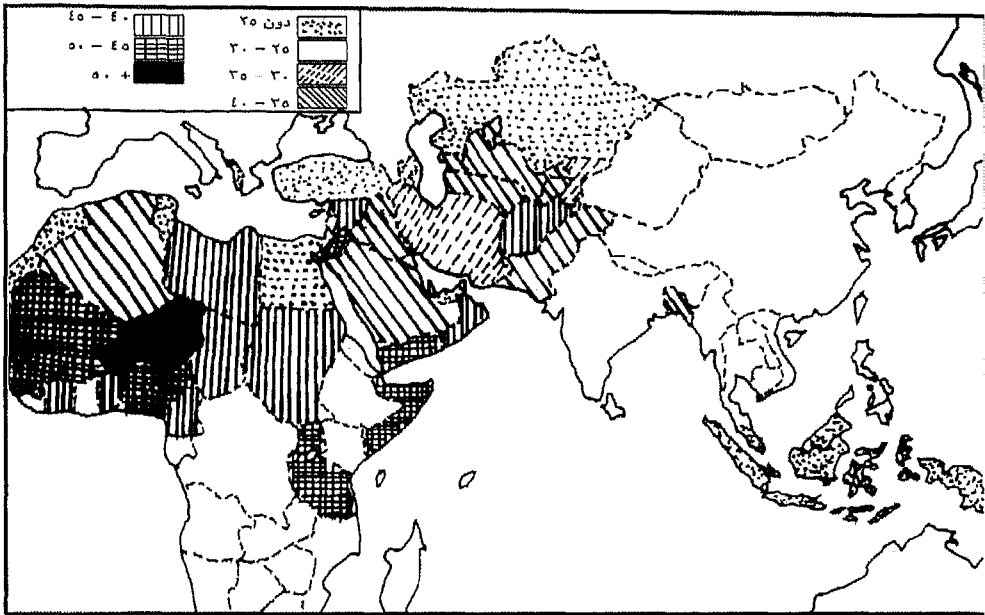 دون ٢٥
٢٥ – ٣٠
٣٠ – ٣٥
٣٥ – ٤٠
٤٠ – ٤٥
٤٥ – ٥٠
٥٠ +